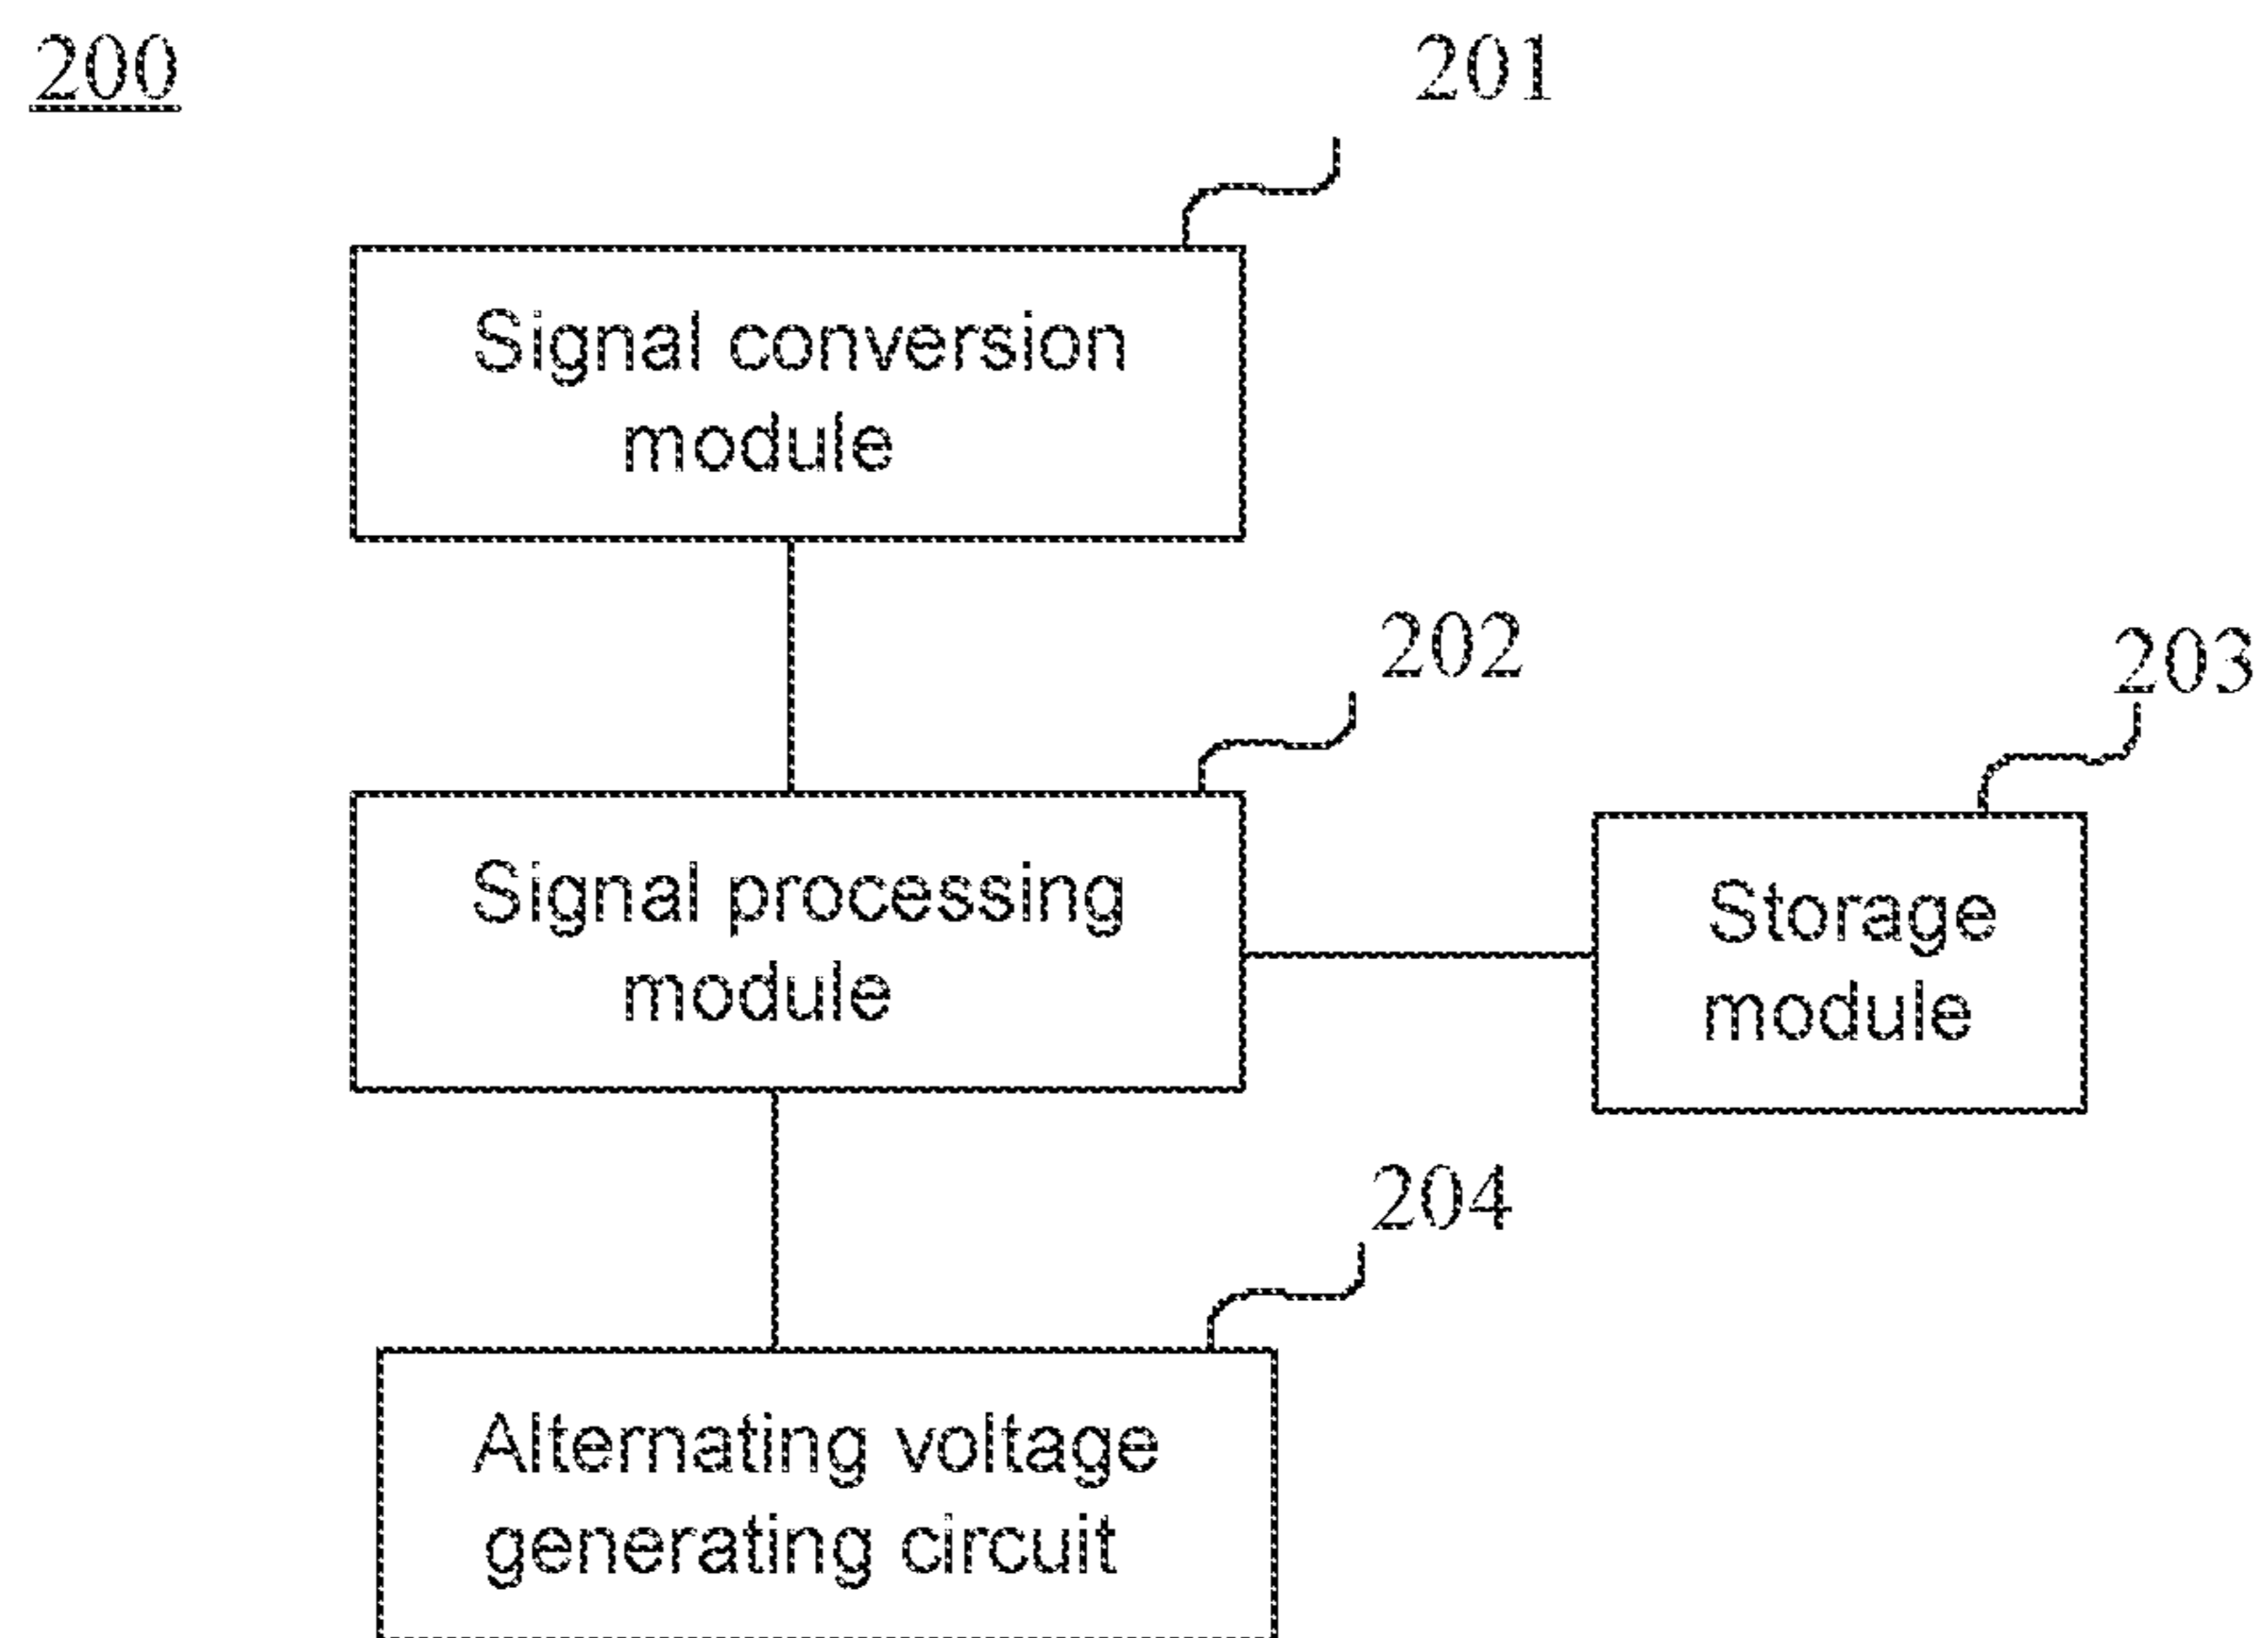 200
201
Signal conversion
module
202
203
Signal processing
module
Storage
module
204
Alternating voltage
generating circuit